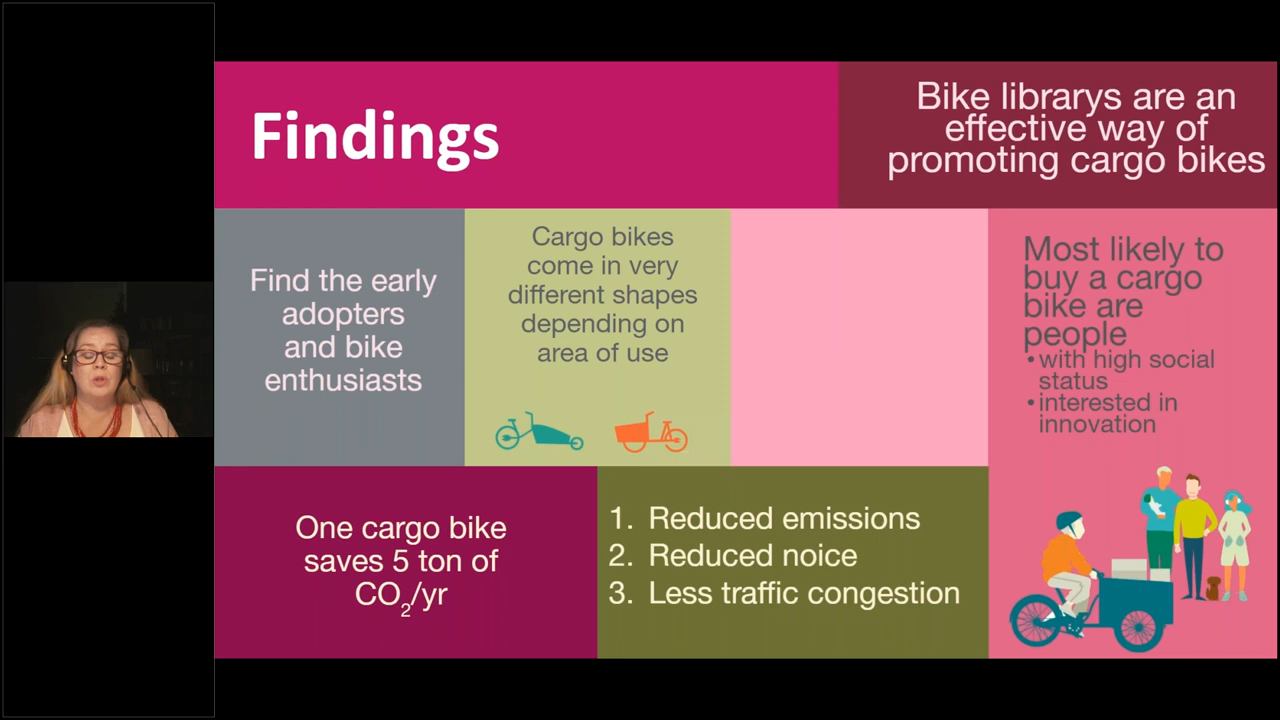 Findings
Bike librarys are an
effective way of
promoting cargo bikes
Find the early
adopters
and bike
enthusiasts
Cargo bikes
come in very
different shapes
depending on
area of use
Most likely to
buy a cargo
bike are
people
•with high social
status
•interested in
innovation
One cargo bike
saves 5 ton of
CO2/yr
1. Reduced emissions
2. Reduced noice
3. Less traffic congestion